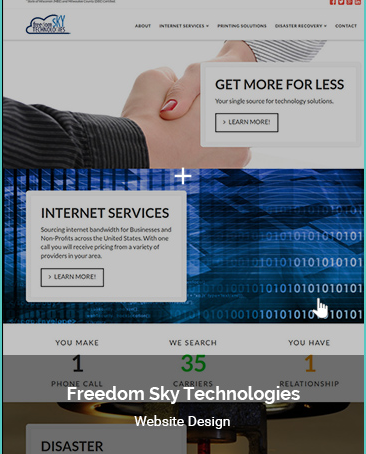 freedom SKY
TECHNOLOGIES
ABOUT INTERNET SERVICES PRINTING SOLUTIONS DISASTER RECOVERY CONTACT
GET MORE FOR LESS
Your single source for technology solutions.
> LEARN MORE!
INTERNET SERVICES
Sourcing internet bandwidth for Businesses and
Non-Profits across the United States. With one
call you will receive pricing from a variety of
providers in your area.
> LEARN MORE!
YOU MAKE WE SEARCH YOU HAVE
1 35 1
PHONE CALL CARRIERS RELATIONSHIP
Freedom Sky Technologies
Website Design
DISASTER